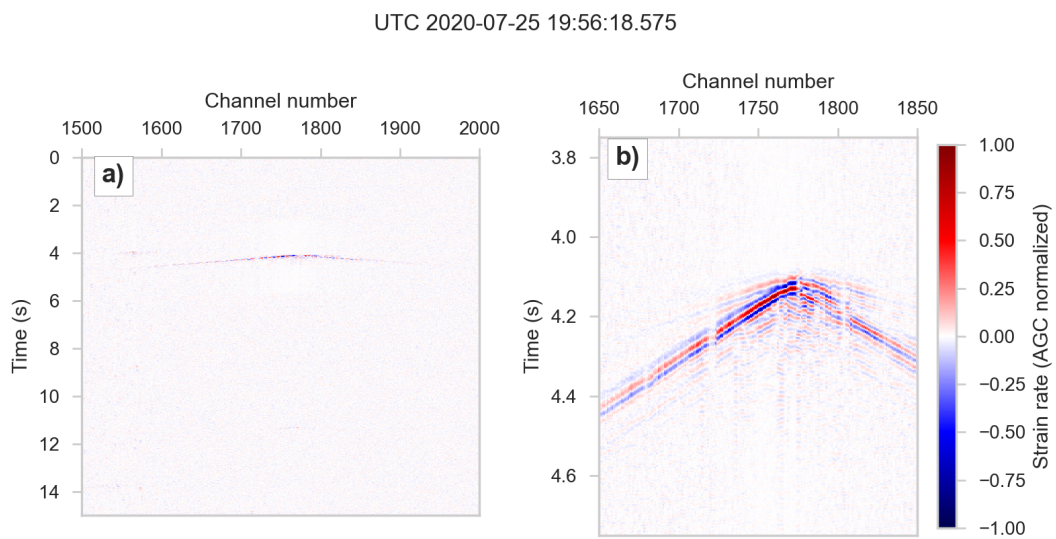 UTC 2020-07-25 19:56:18.575
Channel number
1500 1600 1700 1800 1900 2000
a)
0
2
4
6
8
10
12
14
Time (s)
Channel number
1650 1700 1750 1800 1850
b)
3.8
4.0
4.2
4.4
4.6
Time (s)
1.00
0.75
0.50
0.25
0.00
−0.25
−0.50
−0.75
−1.00
Strain rate (AGC normalized)